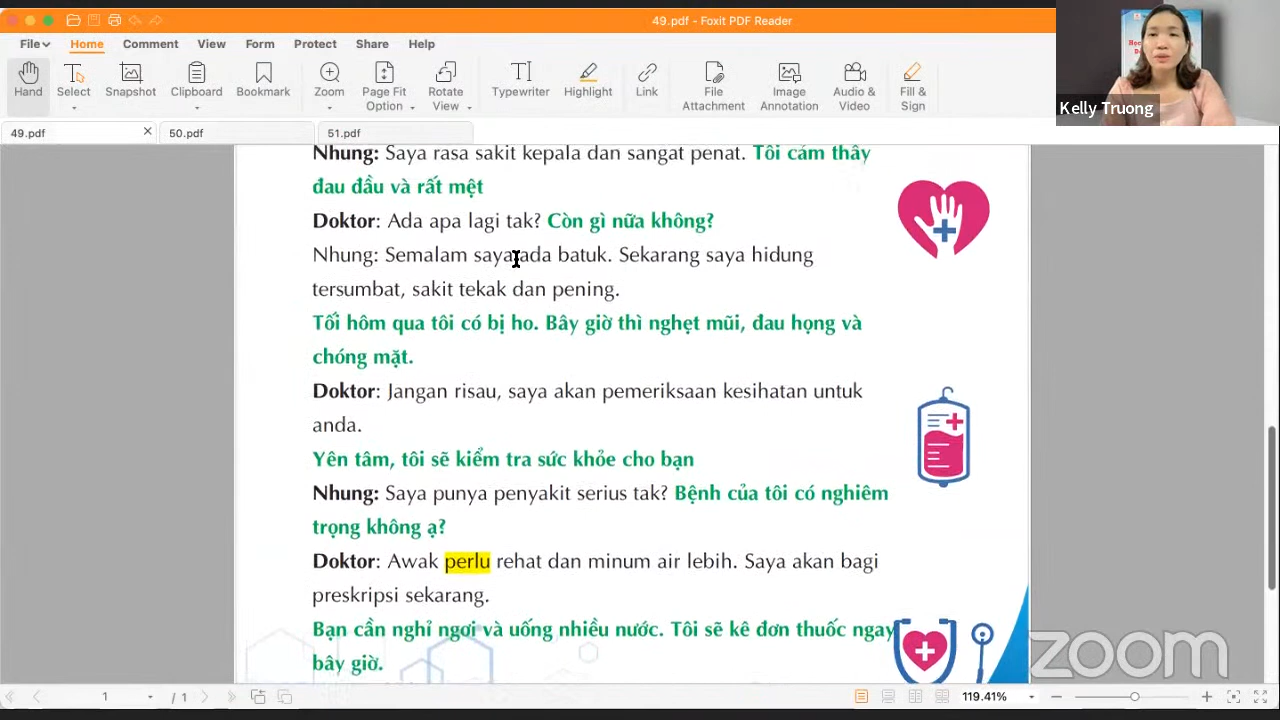 49.pdf - Foxit PDF Reader
File Home Comment View Form Protect Share Help
Hand Select Snapshot Clipboard Bookmark Zoom Page Fit Option Rotate View Typewriter Highlight Link File Attachment Image Annotation Audio & Video Fill & Sign
Kelly Truong
49.pdf 50.pdf 51.pdf
Nhung: Saya rasa sakit kepala dan sangat penat. Tôi cảm thấy
đau đầu và rất mệt
Doktor: Ada apa lagi tak? Còn gì nữa không?
Nhung: Semalam saya ada batuk. Sekarang saya hidung
tersumbat, sakit tekak dan pening.
Tối hôm qua tôi có bị ho. Bây giờ thì nghẹt mũi, đau họng và
chóng mặt.
Doktor: Jangan risau, saya akan pemeriksaan kesihatan untuk
anda.
Yên tâm, tôi sẽ kiểm tra sức khỏe cho bạn
Nhung: Saya punya penyakit serius tak? Bệnh của tôi có nghiêm
trọng không ạ?
Doktor: Awak perlu rehat dan minum air lebih. Saya akan bagi
preskripsi sekarang.
Bạn cần nghỉ ngơi và uống nhiều nước. Tôi sẽ kê đơn thuốc ngay
bây giờ.
zoom
1 / 1 119.41%